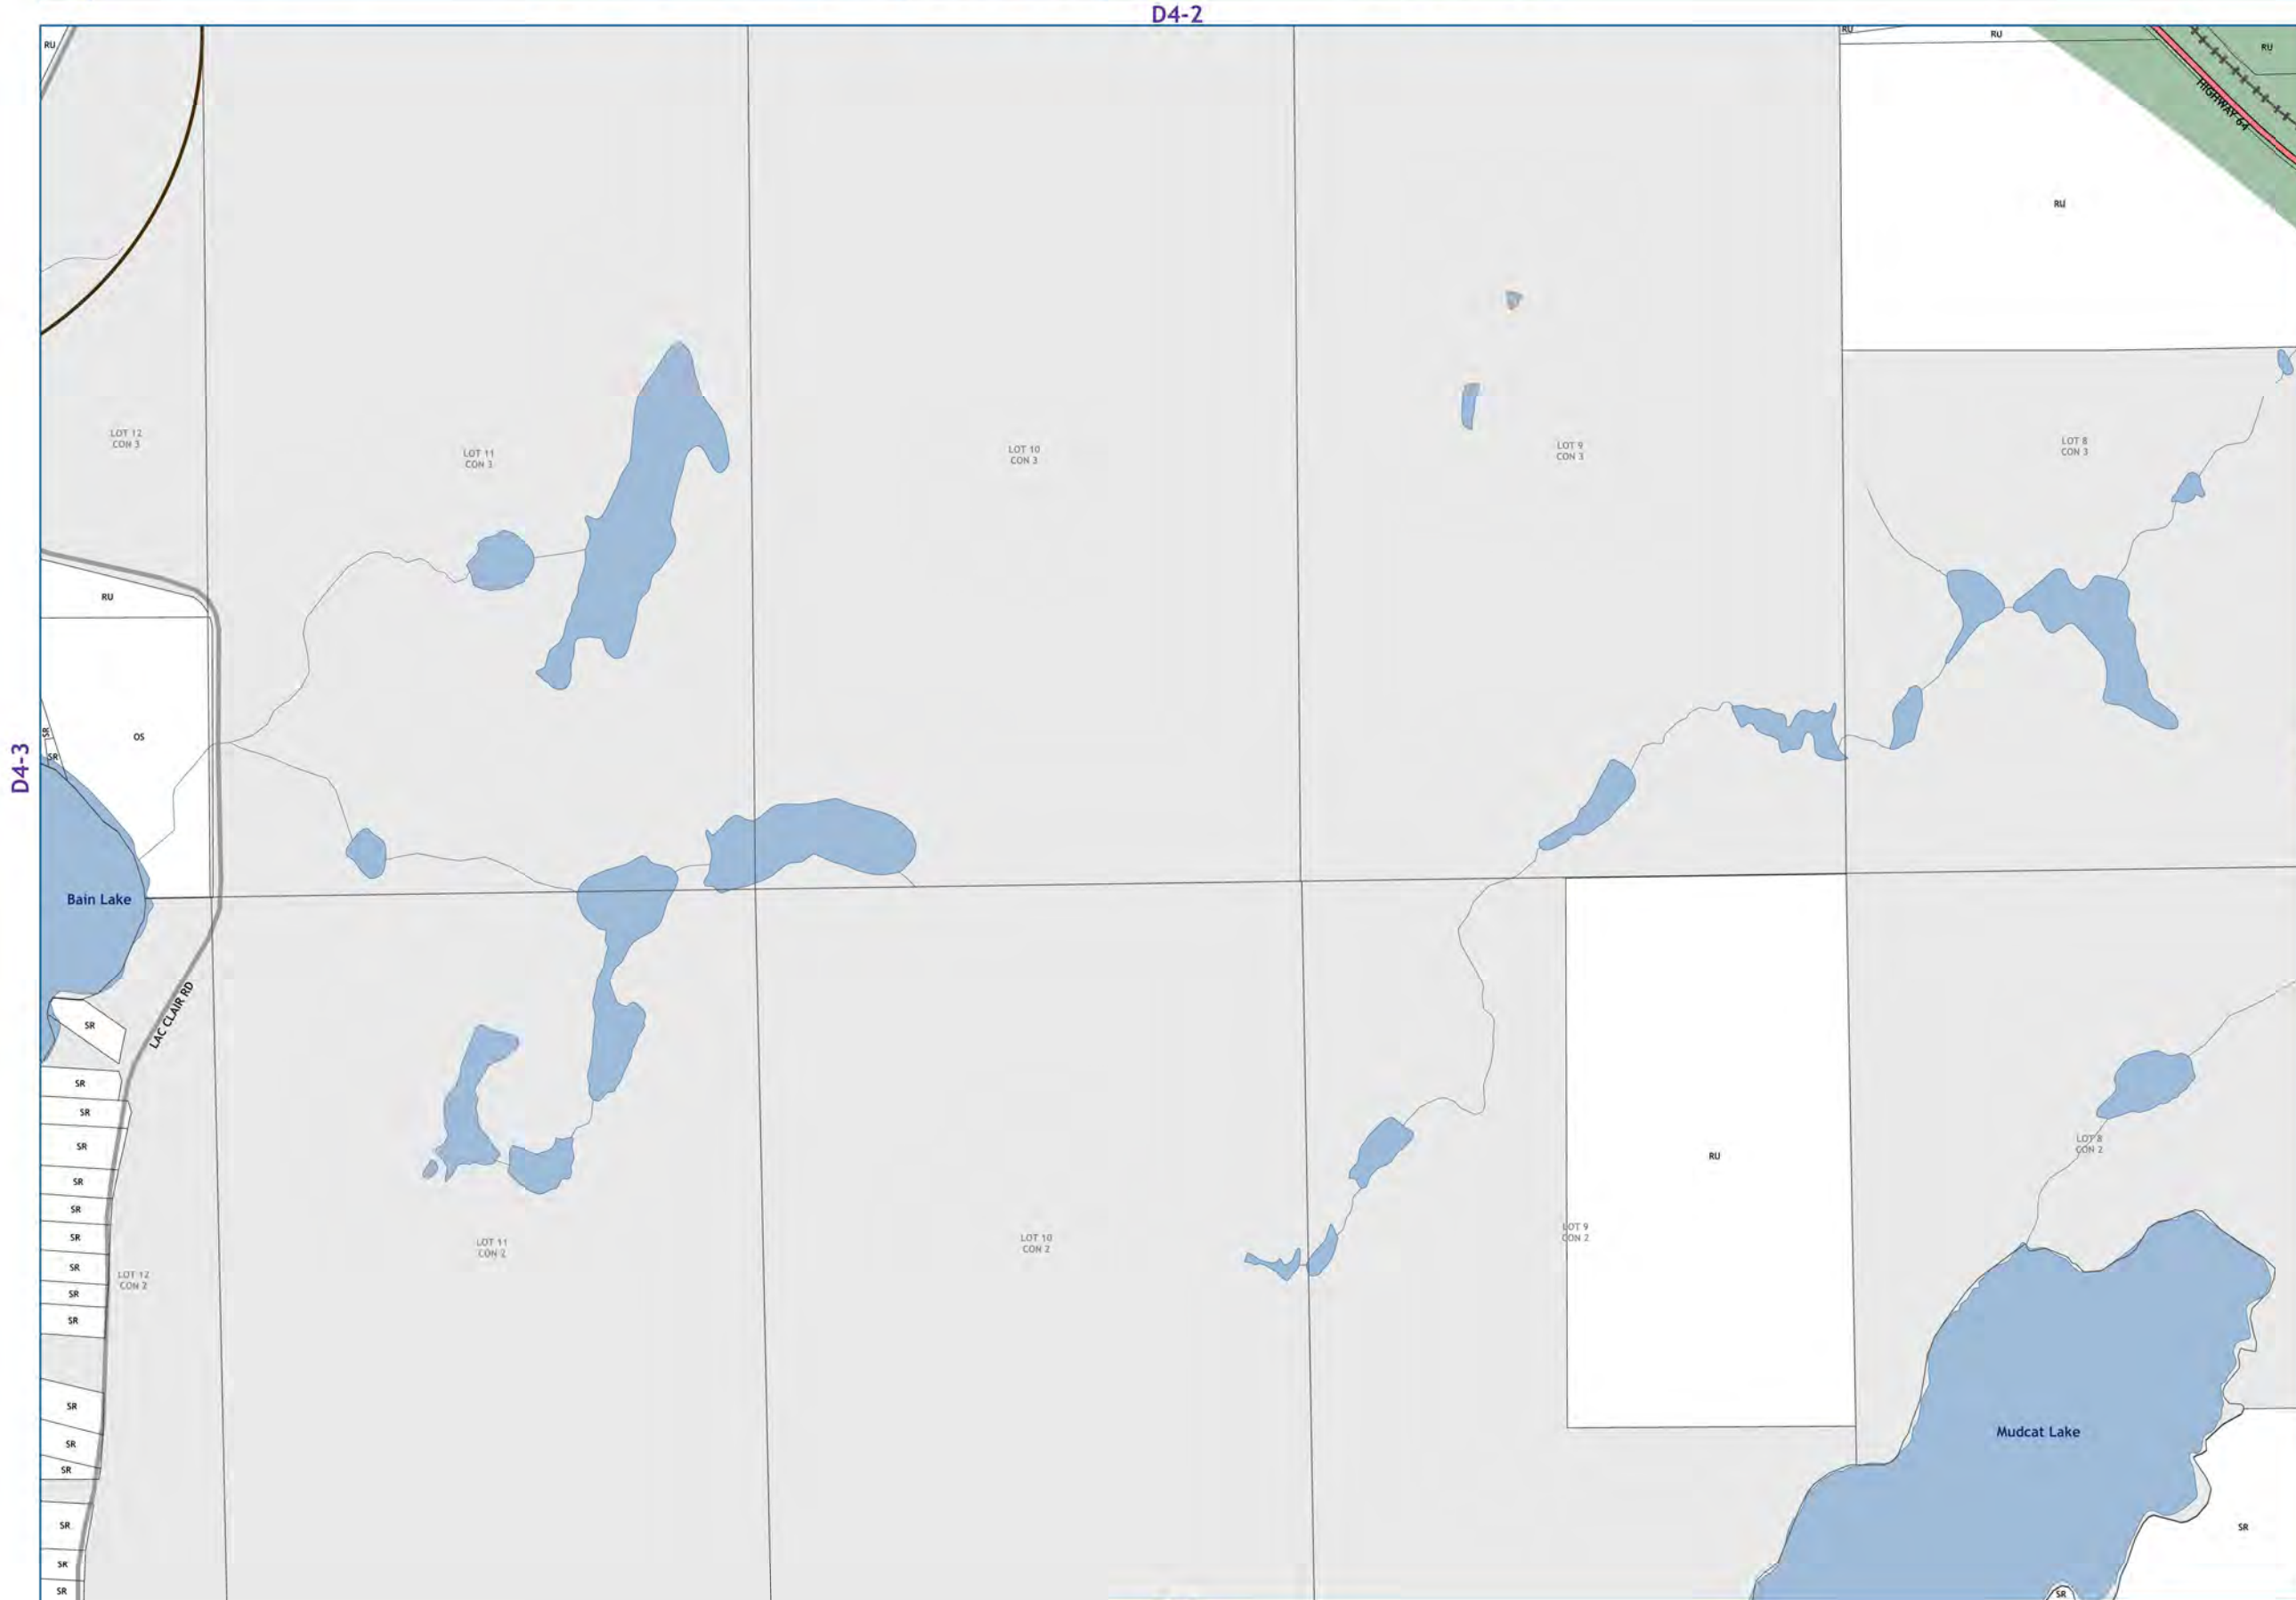 D4-2
RU
RU
RU
RU
HIGHWAY 64
RU
LOT 12
CON 3
LOT 11
CON 3
LOT 10
CON 3
LOT 9
CON 3
LOT 8
CON 3
RU
OS
SR
SR
D4-3
Bain Lake
LAC CLAIR RD
SR
SR
SR
SR
SR
SR
SR
SR
SR
SR
LOT 12
CON 2
LOT 11
CON 2
LOT 10
CON 2
LOT 9
CON 2
RU
LOT 8
CON 2
SR
SR
SR
Mudcat Lake
SR
SR
SR
SR
SR